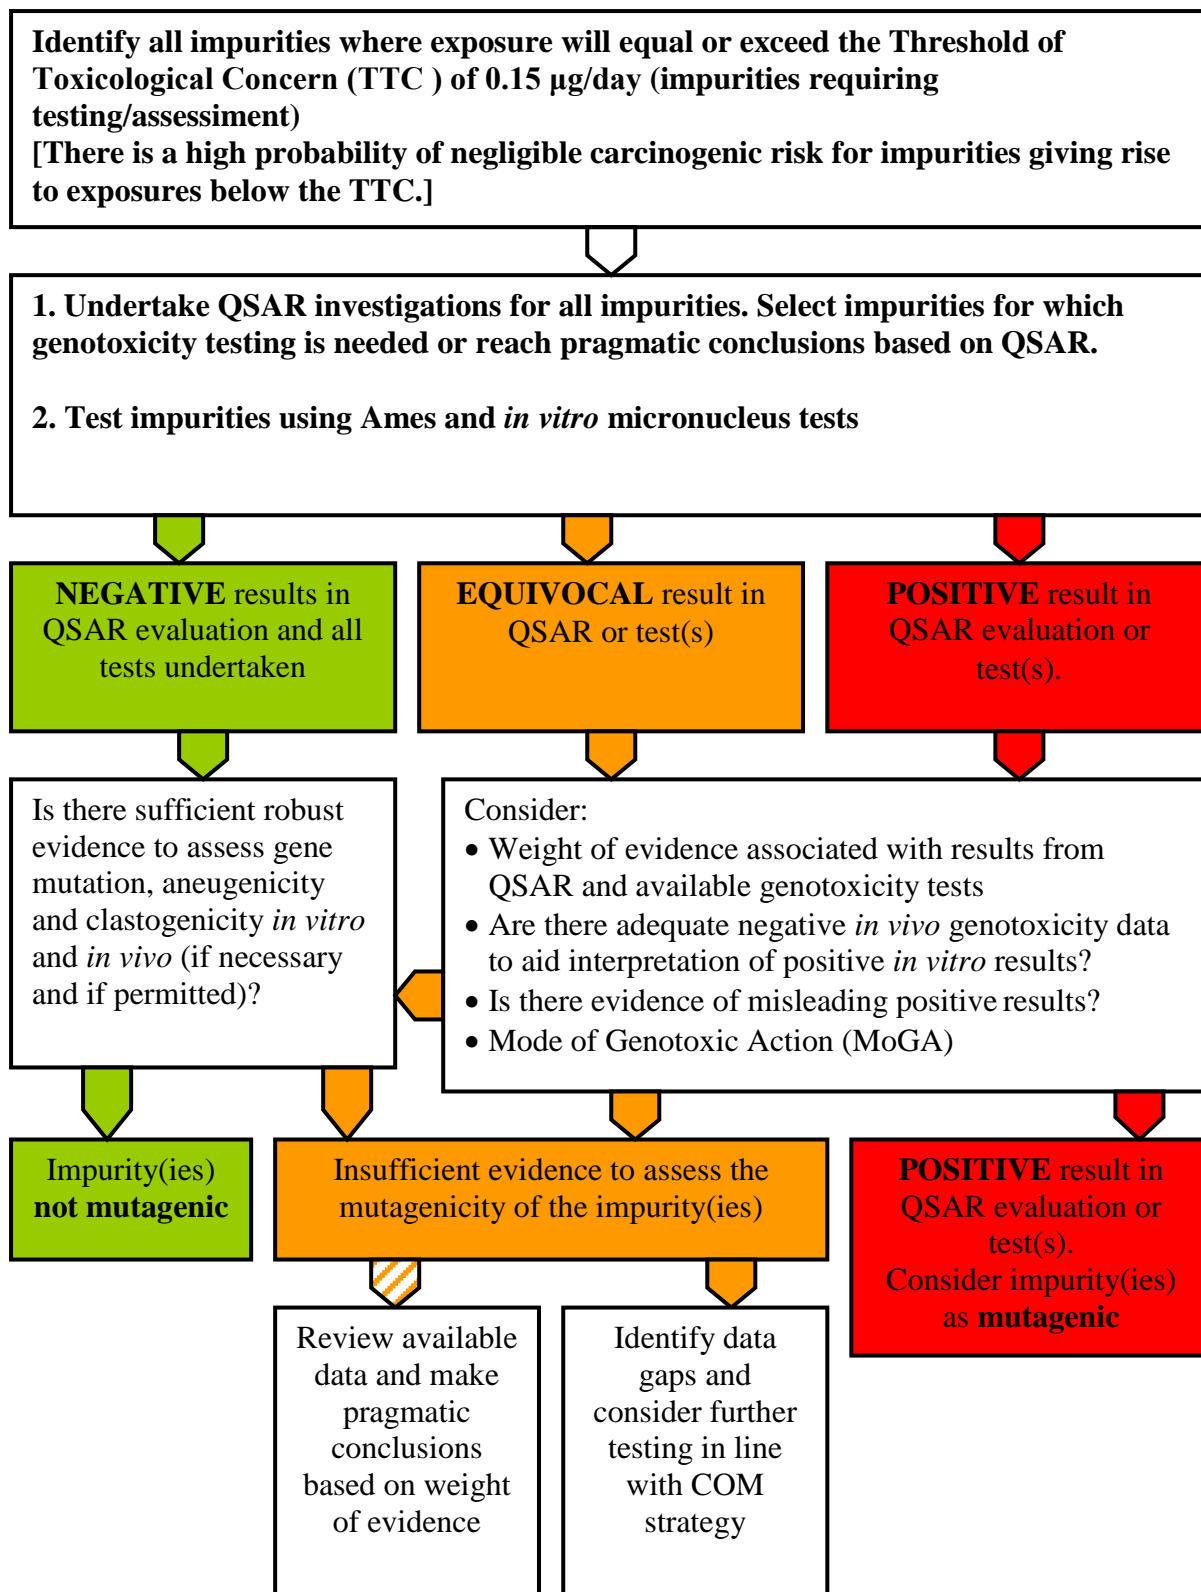 Identify all impurities where exposure will equal or exceed the Threshold of
Toxicological Concern (TTC ) of 0.15 µg/day (impurities requiring
testing/assessiment)
[There is a high probability of negligible carcinogenic risk for impurities giving rise
to exposures below the TTC.]
1. Undertake QSAR investigations for all impurities. Select impurities for which
genotoxicity testing is needed or reach pragmatic conclusions based on QSAR.
2. Test impurities using Ames and in vitro micronucleus tests
NEGATIVE results in
QSAR evaluation and all
tests undertaken
EQUIVOCAL result in
QSAR or test(s)
POSITIVE result in
QSAR evaluation or
test(s).
Is there sufficient robust
evidence to assess gene
mutation, aneugenicity
and clastogenicity in vitro
and in vivo (if necessary
and if permitted)?
Consider:
• Weight of evidence associated with results from
QSAR and available genotoxicity tests
• Are there adequate negative in vivo genotoxicity data
to aid interpretation of positive in vitro results?
• Is there evidence of misleading positive results?
• Mode of Genotoxic Action (MoGA)
Impurity(ies)
not mutagenic
Insufficient evidence to assess the
mutagenicity of the impurity(ies)
POSITIVE result in
QSAR evaluation or
test(s).
Consider impurity(ies)
as mutagenic
Review available
data and make
pragmatic
conclusions
based on weight
of evidence
Identify data
gaps and
consider further
testing in line
with COM
strategy